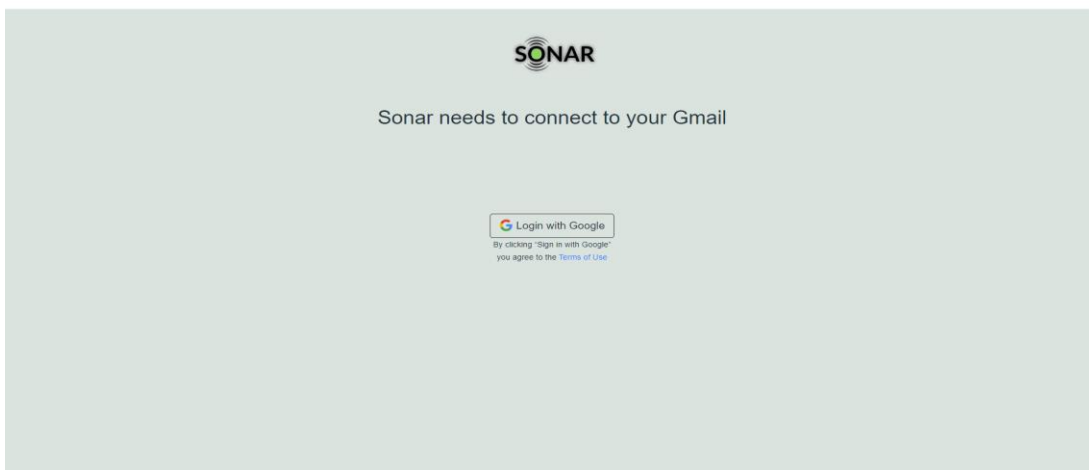 SONAR
Sonar needs to connect to your Gmail
Login with Google
By clicking "Sign in with Google"
you agree to the Terms of Use